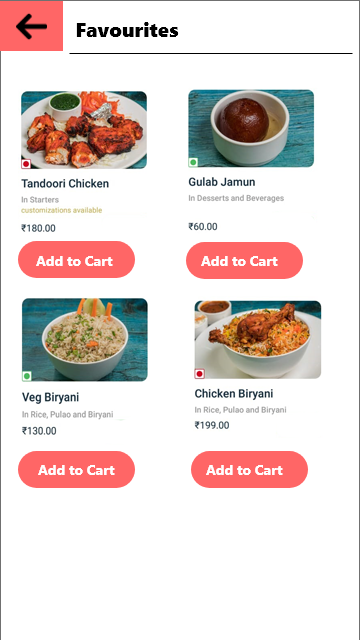 Favourites
Tandoori Chicken
In Starters
customizations available
₹180.00
Add to Cart
Gulab Jamun
In Desserts and Beverages
₹60.00
Add to Cart
Veg Biryani
In Rice, Pulao and Biryani
₹130.00
Add to Cart
Chicken Biryani
In Rice, Pulao and Biryani
₹199.00
Add to Cart